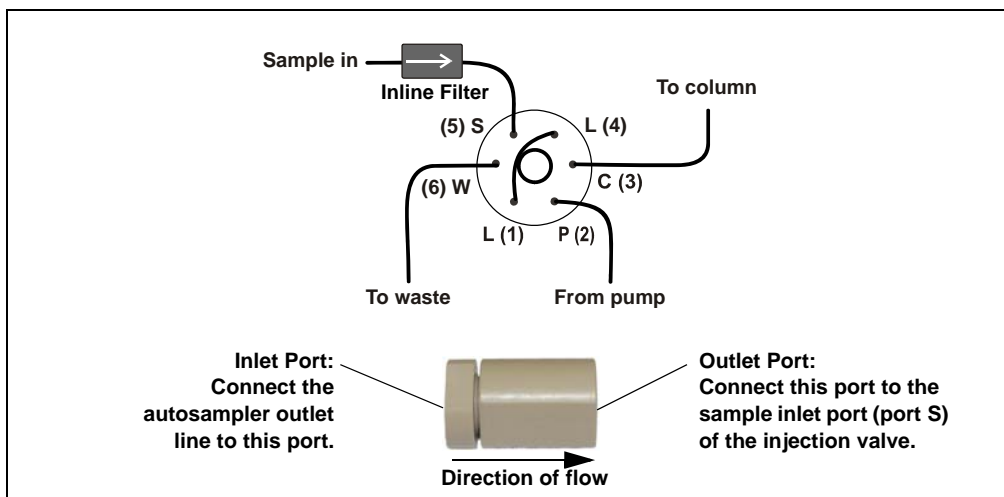 Sample in
Inline Filter
To column
(5) S
L (4)
(6) W
C (3)
L (1)
P (2)
To waste
From pump
Inlet Port:
Connect the
autosampler outlet
line to this port.
Outlet Port:
Connect this port to the
sample inlet port (port S)
of the injection valve.
Direction of flow